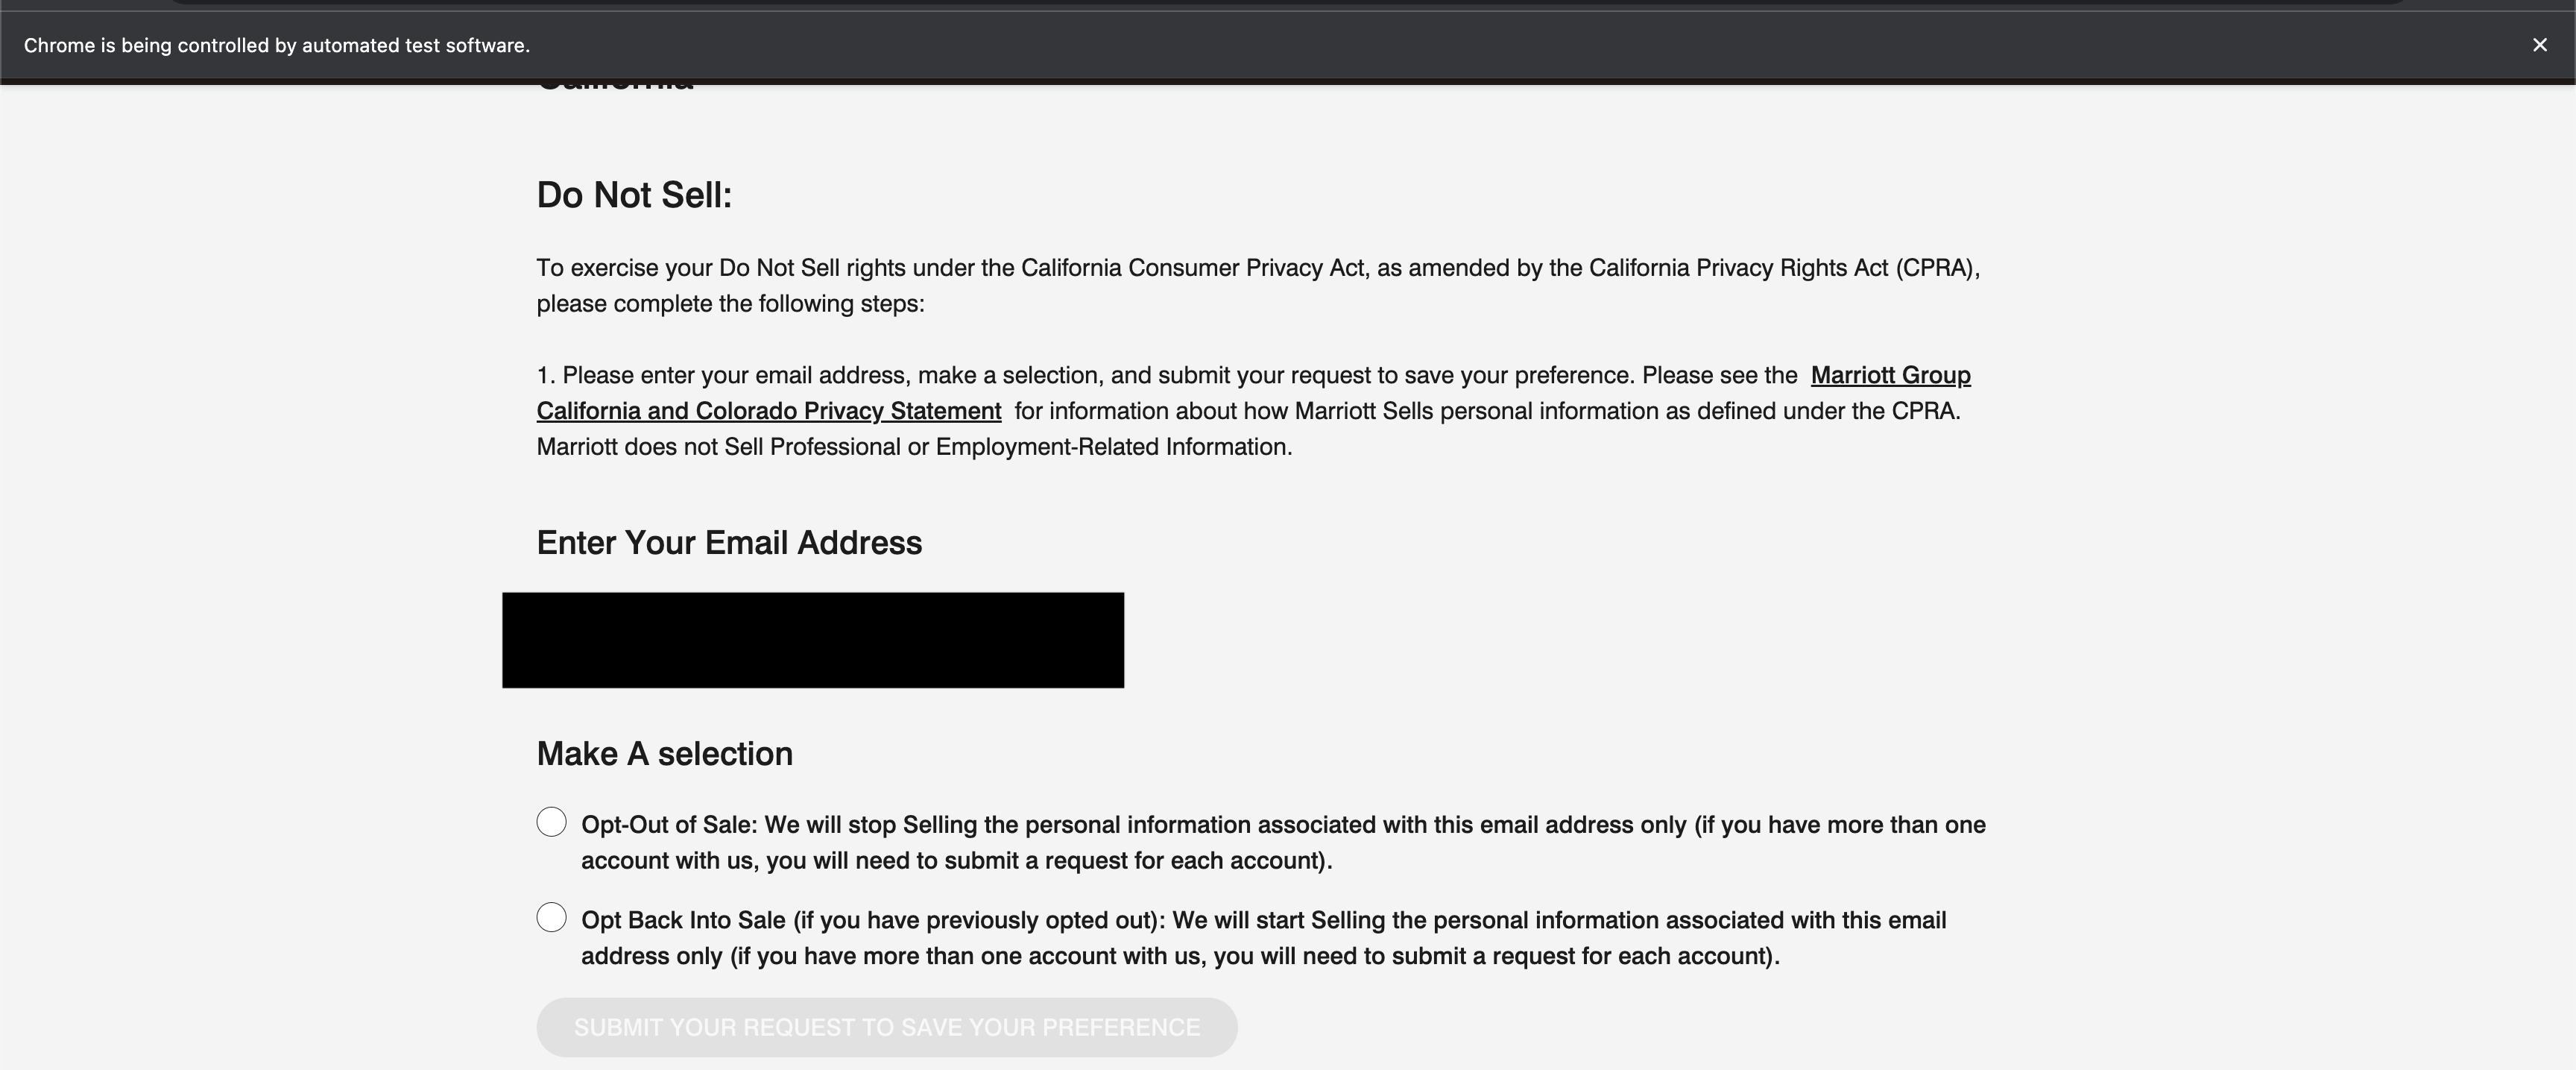 Chrome is being controlled by automated test software.
California
Do Not Sell:
To exercise your Do Not Sell rights under the California Consumer Privacy Act, as amended by the California Privacy Rights Act (CPRA),
please complete the following steps:
1. Please enter your email address, make a selection, and submit your request to save your preference. Please see the Marriott Group
California and Colorado Privacy Statement for information about how Marriott Sells personal information as defined under the CPRA.
Marriott does not Sell Professional or Employment-Related Information.
Enter Your Email Address
Make A selection
Opt-Out of Sale: We will stop Selling the personal information associated with this email address only (if you have more than one
account with us, you will need to submit a request for each account).
Opt Back Into Sale (if you have previously opted out): We will start Selling the personal information associated with this email
address only (if you have more than one account with us, you will need to submit a request for each account).
SUBMIT YOUR REQUEST TO SAVE YOUR PREFERENCE